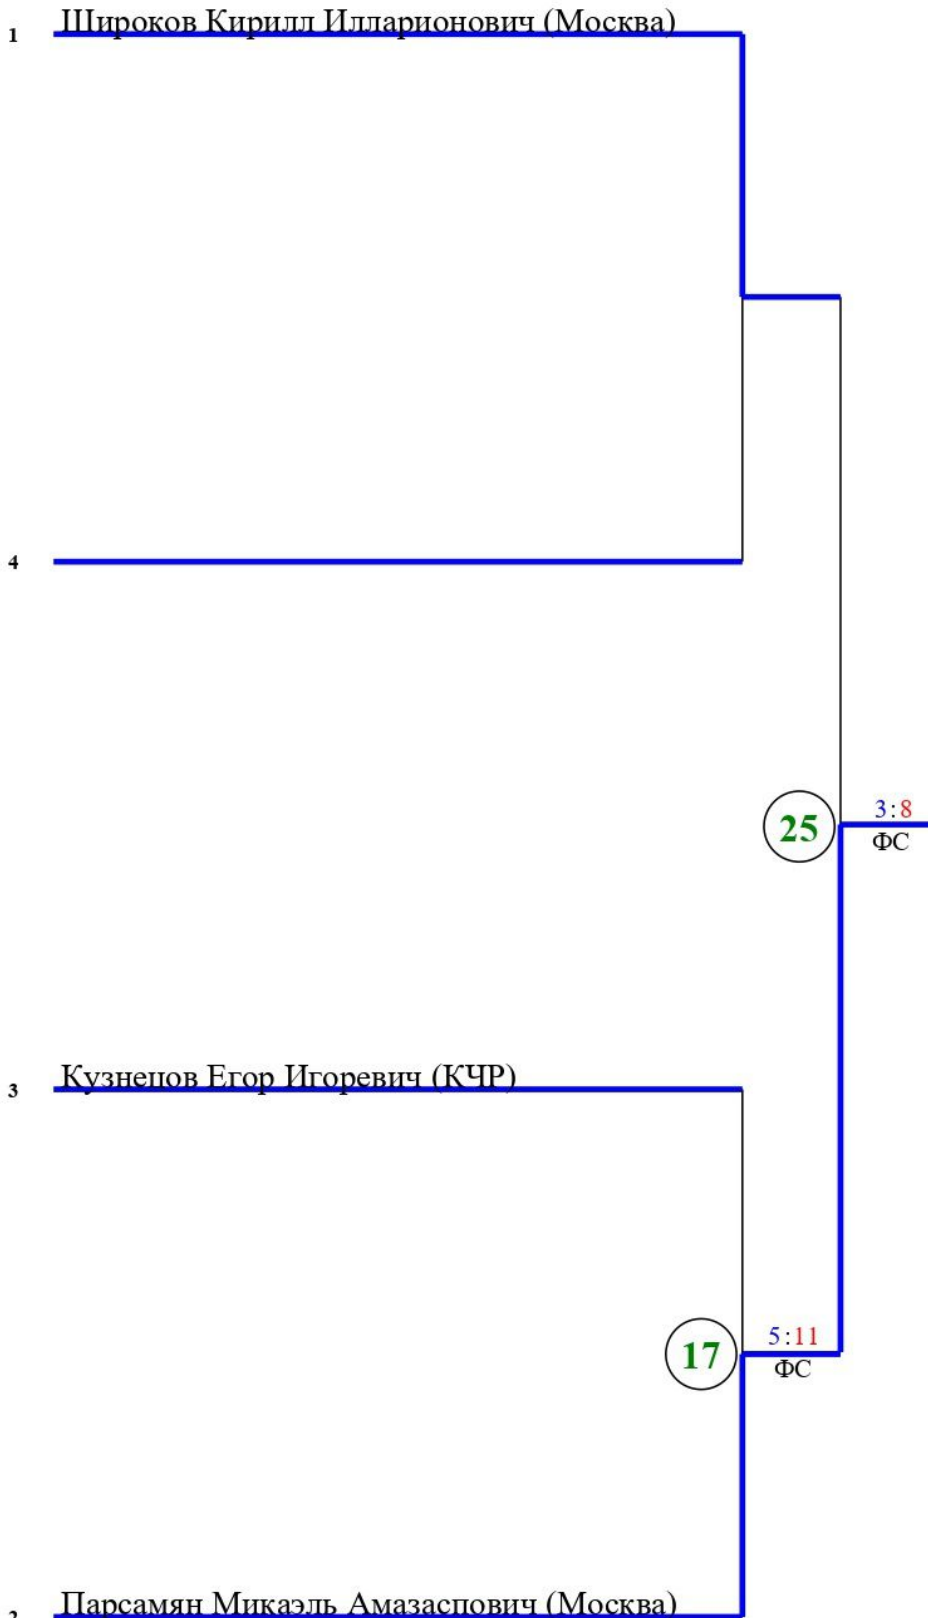 1 Широков Кирилл Илларионович (Москва)
4
25 3:8
ФС
3 Кузнецов Егор Игоревич (КЧР)
17 5:11
ФС
2 Парсамян Микаэль Амазаспович (Москва)